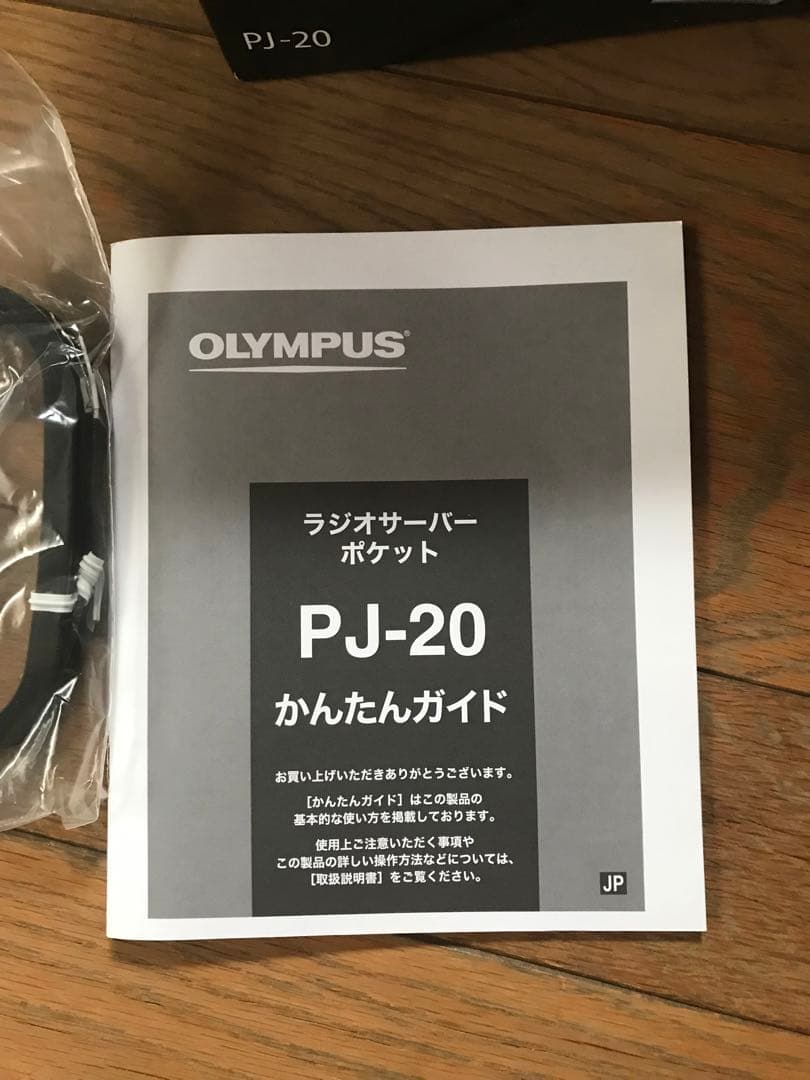 PJ-20
OLYMPUS®
ラジオサーバー
ポケット
PJ-20
かんたんガイド
お買い上げいただきありがとうございます。
［かんたんガイド］はこの製品の
基本的な使い方を掲載しております。
使用上ご注意いただく事項や
この製品の詳しい操作方法などについては、
［取扱説明書］をご覧ください。
JP